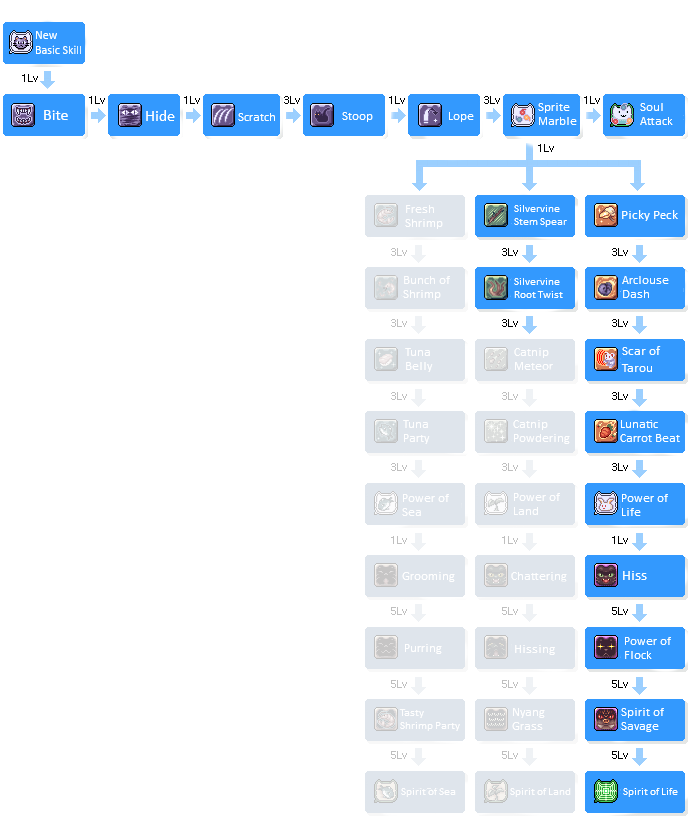 New
Basic Skill
1Lv
Bite
1Lv
Hide
1Lv
Scratch
3Lv
Stoop
1Lv
Lope
3Lv
Sprite
Marble
1Lv
Soul
Attack
1Lv
Fresh
Shrimp
Silvervine
Stem Spear
Picky Peck
3Lv
3Lv
3Lv
Bunch of
Shrimp
Silvervine
Root Twist
Arclouse
Dash
3Lv
3Lv
3Lv
Tuna
Belly
Catnip
Meteor
Scar of
Tarou
3Lv
3Lv
3Lv
Tuna
Party
Catnip
Powdering
Lunatic
Carrot Beat
3Lv
3Lv
3Lv
Power of
Sea
Power of
Land
Power of
Life
1Lv
1Lv
1Lv
Grooming
Chattering
Hiss
5Lv
5Lv
5Lv
Purring
Hissing
Power of
Flock
5Lv
5Lv
5Lv
Tasty
Shrimp Party
Nyang
Grass
Spirit of
Savage
5Lv
5Lv
5Lv
Spirit of Sea
Spirit of Land
Spirit of Life